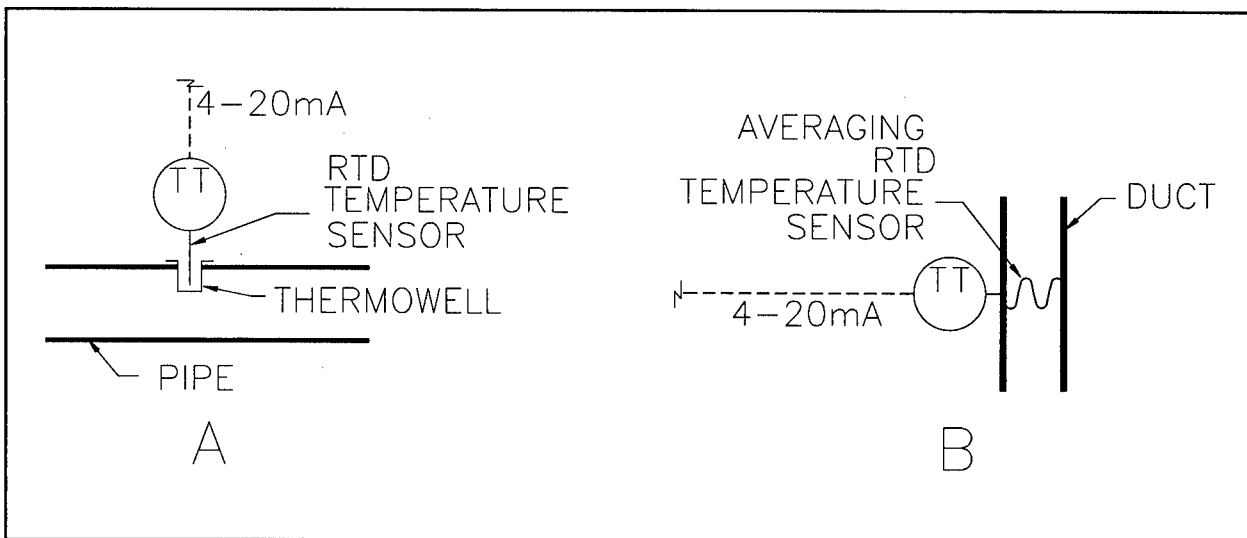 4-20mA
TT
RTD
TEMPERATURE
SENSOR
THERMOWELL
PIPE
A
AVERAGING
RTD
TEMPERATURE
SENSOR
DUCT
TT
4-20mA
B